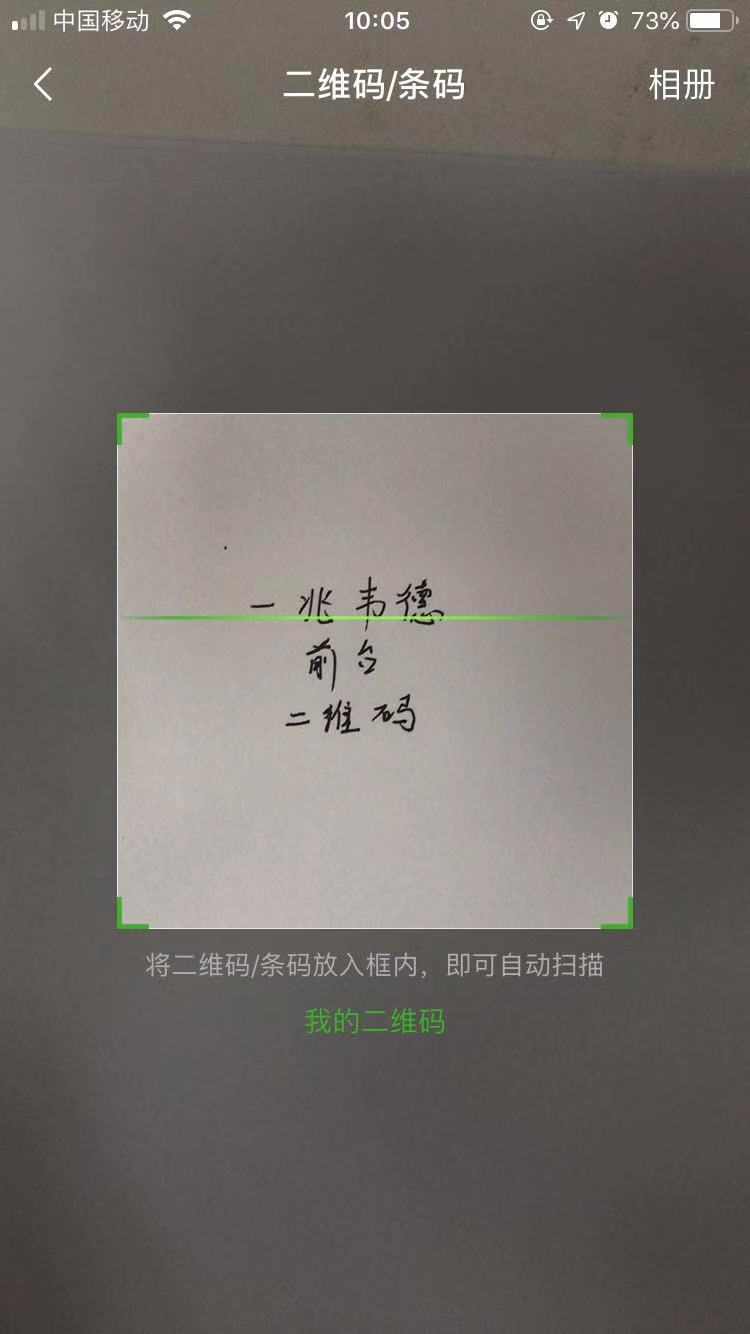 中国移动 10:05 73%
二维码/条码 相册
一兆韦德
前台
二维码
将二维码/条码放入框内，即可自动扫描
我的二维码